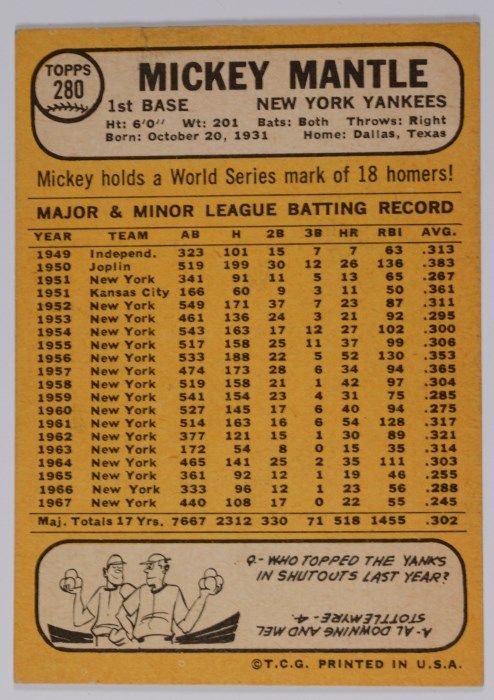 TOPPS
280
MICKEY MANTLE
1st BASE NEW YORK YANKEES
Ht: 6'0" Wt: 201 Bats: Both Throws: Right
Born: October 20, 1931 Home: Dallas, Texas
Mickey holds a World Series mark of 18 homers!
MAJOR & MINOR LEAGUE BATTING RECORD
YEAR TEAM AB H 2B 3B HR RBI AVG.
1949 Independ. 323 101 15 7 7 63 .313
1950 Joplin 519 199 30 12 26 136 .383
1951 New York 341 91 11 5 13 65 .267
1951 Kansas City 166 60 9 3 11 50 .361
1952 New York 549 171 37 7 23 87 .311
1953 New York 461 136 24 3 21 92 .295
1954 New York 543 163 17 12 27 102 .300
1955 New York 517 158 25 11 37 99 .306
1956 New York 533 188 22 5 52 130 .353
1957 New York 474 173 28 6 34 94 .365
1958 New York 519 158 21 1 42 97 .304
1959 New York 541 154 23 4 31 75 .285
1960 New York 527 145 17 6 40 94 .275
1961 New York 514 163 16 6 54 128 .317
1962 New York 377 121 15 1 30 89 .321
1963 New York 172 54 8 0 15 35 .314
1964 New York 465 141 25 2 35 111 .303
1965 New York 361 92 12 1 19 46 .255
1966 New York 333 96 12 1 23 56 .288
1967 New York 440 108 17 0 22 55 .245
Maj. Totals 17 Yrs. 7667 2312 330 71 518 1455 .302
Q.- WHO TOPPED THE YANKS
IN SHUTOUTS LAST YEAR?
A- AL DOWNING AND MEL
STOTTLEMYRE - 4.
©T.C.G. PRINTED IN U.S.A.